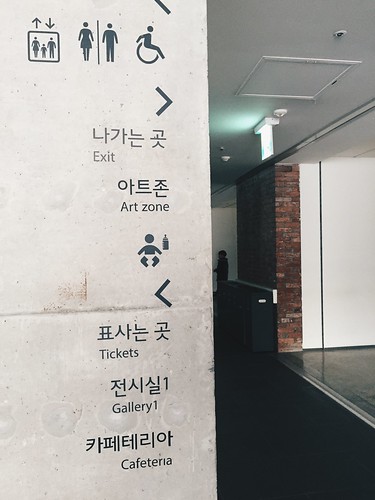 나가는 곳
Exit
아트존
Art zone
표사는 곳
Tickets
전시실1
Gallery1
카페테리아
Cafeteria